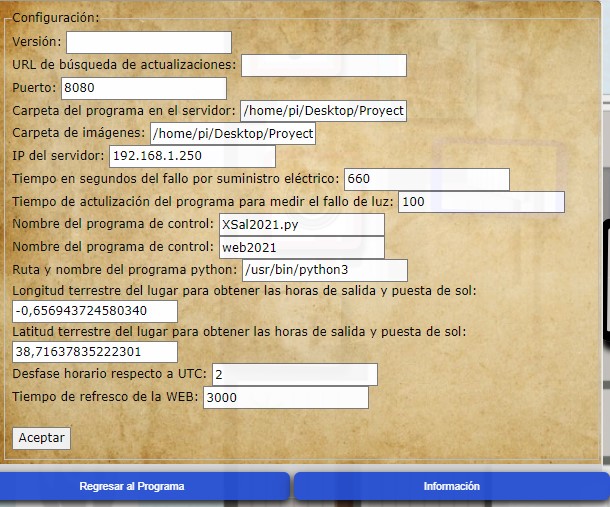 Configuración:
Versión:
URL de búsqueda de actualizaciones:
Puerto: 8080
Carpeta del programa en el servidor: /home/pi/Desktop/Proyect
Carpeta de imágenes: /home/pi/Desktop/Proyect
IP del servidor: 192.168.1.250
Tiempo en segundos del fallo por suministro eléctrico: 660
Tiempo de actulización del programa para medir el fallo de luz: 100
Nombre del programa de control: XSal2021.py
Nombre del programa de control: web2021
Ruta y nombre del programa python: /usr/bin/python3
Longitud terrestre del lugar para obtener las horas de salida y puesta de sol:
-0,656943724580340
Latitud terrestre del lugar para obtener las horas de salida y puesta de sol:
38,71637835222301
Desfase horario respecto a UTC: 2
Tiempo de refresco de la WEB: 3000
Aceptar
Regresar al Programa Información